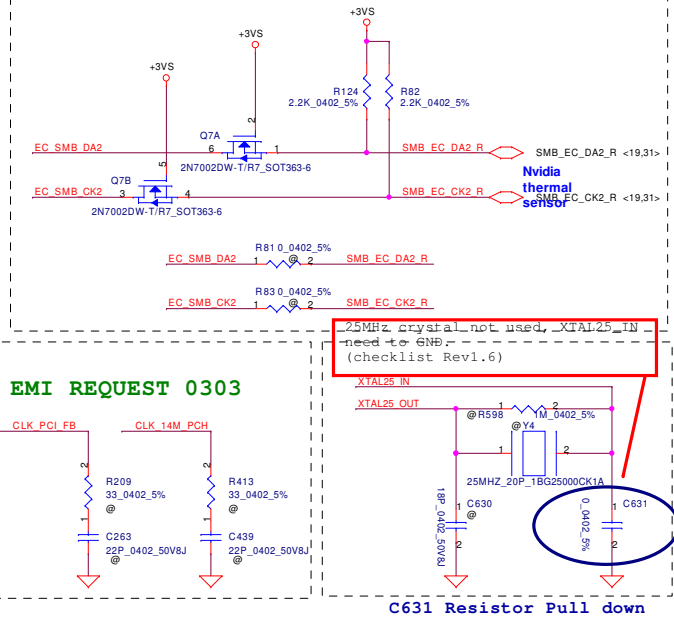 +3VS
+3VS
+3VS
R124
2.2K_0402_5%
R82
2.2K_0402_5%
2
Q7A
EC_SMB_DA2
6
1
EC_SMB_DA2_R
SMB_EC_DA2_R <19,31>
2N7002DW-T/R7_SOT363-6
5
Q7B
Nvidia
thermal
sensor
EC_SMB_CK2
3
4
SMB_EC_CK2_R
SMB_EC_CK2_R <19,31>
2N7002DW-T/R7_SOT363-6
R81 0_0402_5%
EC_SMB_DA2
1
@
2
SMB_EC_DA2_R
R83 0_0402_5%
EC_SMB_CK2
1
@
2
SMB_EC_CK2_R
25MHz crystal not used, XTAL25_IN
need to GND.
(checklist Rev1.6)
EMI REQUEST 0303
CLK_PCI_FB
CLK_14M_PCH
2
R209
33_0402_5%
@
1
C263
22P_0402_50V8J
@
2
R413
33_0402_5%
@
1
C439
22P_0402_50V8J
@
XTAL25_IN
XTAL25_OUT
1
2
@R598
1M_0402_5%
@Y4
1
2
25MHZ_20P_1BG25000CK1A
18P_0402_50V8J
1
C630
@
2
0_0402_5%
1
C631
2
C631 Resistor Pull down